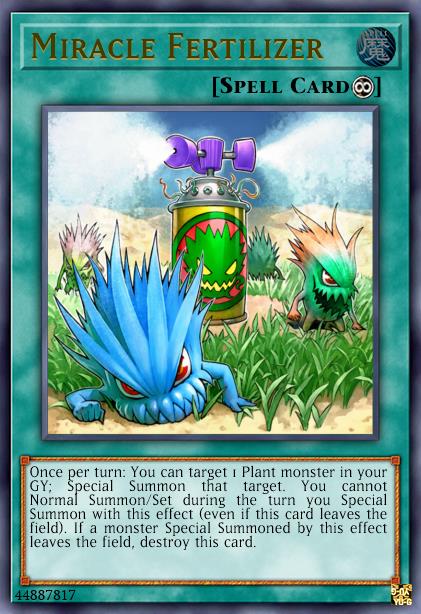 MIRACLE FERTILIZER
魔
[SPELL CARD♾]
Once per turn: You can target 1 Plant monster in your
GY; Special Summon that target. You cannot
Normal Summon/Set during the turn you Special
Summon with this effect (even if this card leaves the
field). If a monster Special Summoned by this effect
leaves the field, destroy this card.
44887817